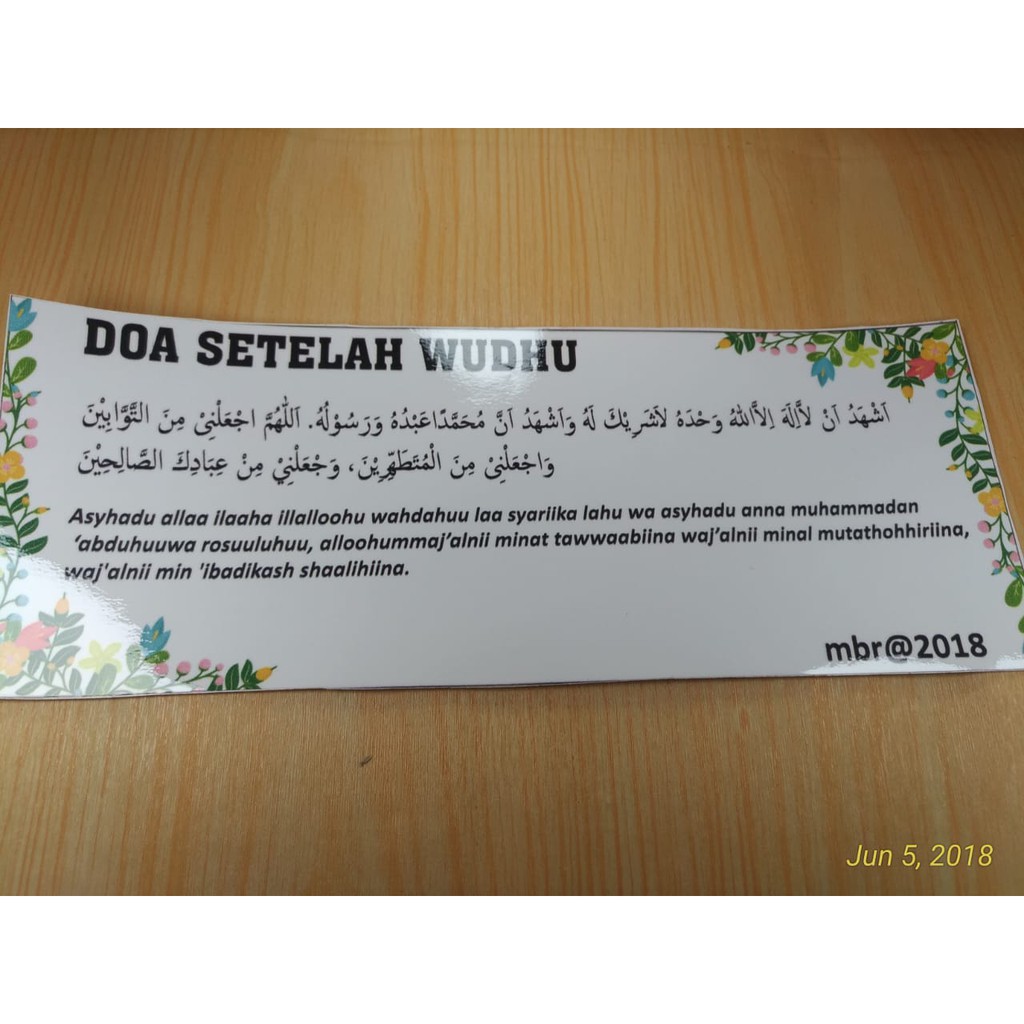 DOA SETELAH WUDHU
اَشْهَدُ اَنْ لاَاِلَهَ اِلاَّاللهُ وَحْدَهُ لاَشَرِيْكَ لَهُ وَاَشْهَدُ اَنَّ مُحَمَّدًاعَبْدُهُ وَرَسُوْلُهُ. اَللّٰهُمَّ اجْعَلْنِىْ مِنَ التَّوَّابِيْنَ
وَاجْعَلْنِىْ مِنَ الْمُتَطَهِّرِيْنَ، وَجْعَلْنِيْ مِنْ عِبَادِكَ الصَّالِحِيْنَ
Asyhadu allaa ilaaha illalloohu wahdahuu laa syariika lahu wa asyhadu anna muhammadan
‘abduhuuwa rosuuluhuu, alloohummaj’alnii minat tawwaabiina waj’alnii minal mutathohhiriina,
waj'alnii min 'ibadikash shaalihiina.
mbr@2018
Jun 5, 2018